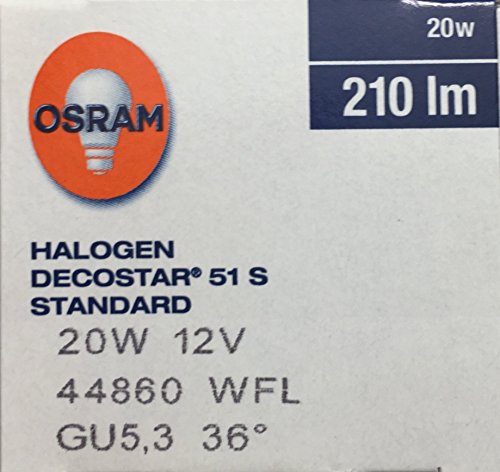 20w
210 lm
OSRAM
HALOGEN
DECOSTAR® 51 S
STANDARD
20W 12V
44860 WFL
GU5,3 36°